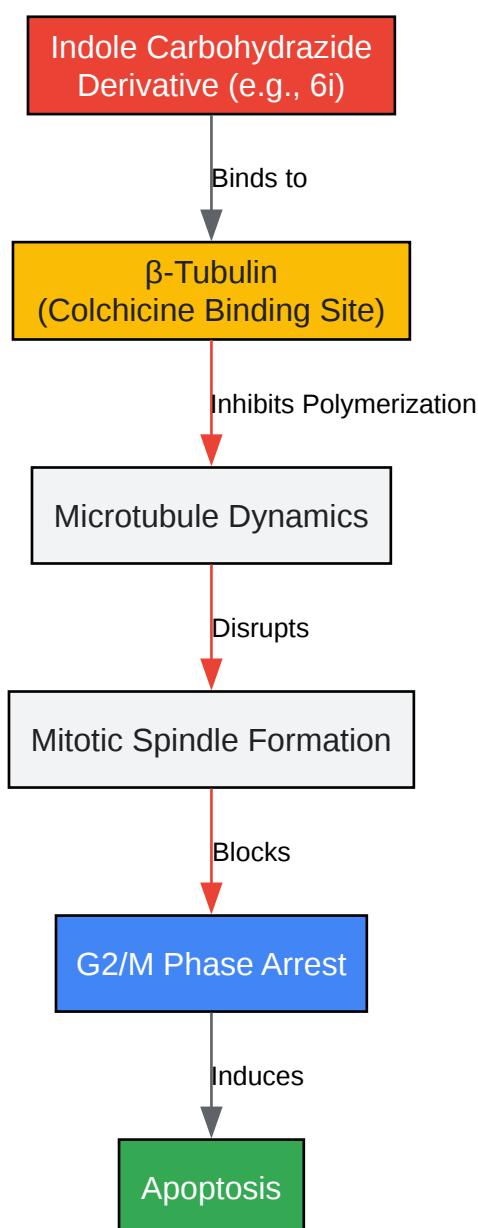 Indole Carbohydrazide
Derivative (e.g., 6i)
Binds to
β-Tubulin
(Colchicine Binding Site)
Inhibits Polymerization
Microtubule Dynamics
Disrupts
Mitotic Spindle Formation
Blocks
G2/M Phase Arrest
Induces
Apoptosis